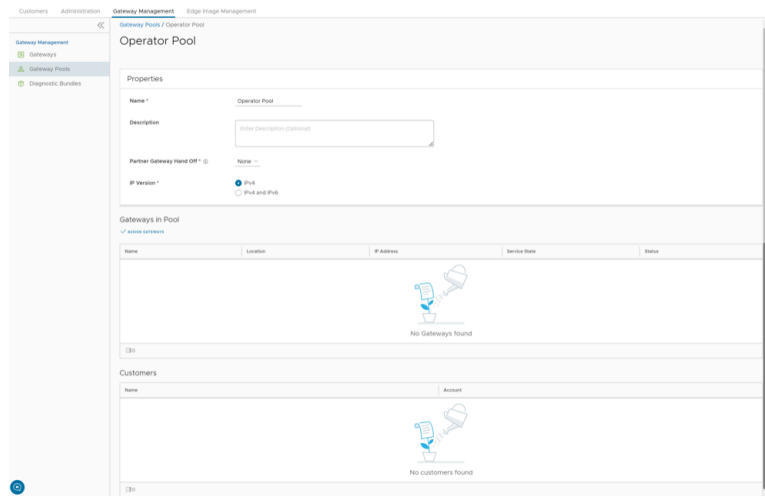 Customers Administration Gateway Management Edge Image Management
Gateway Pools / Operator Pool
Gateway Management
Gateways
Gateway Pools
Diagnostic Bundles
Operator Pool
Properties
Name * Operator Pool
Description Enter Description (Optional)
Partner Gateway Hand Off * None
IP Version * IPv4
IPv4 and IPv6
Gateways in Pool
ASSIGN GATEWAYS
Name Location IP Address Service State Status
No Gateways found
Customers
Name Account
No customers found